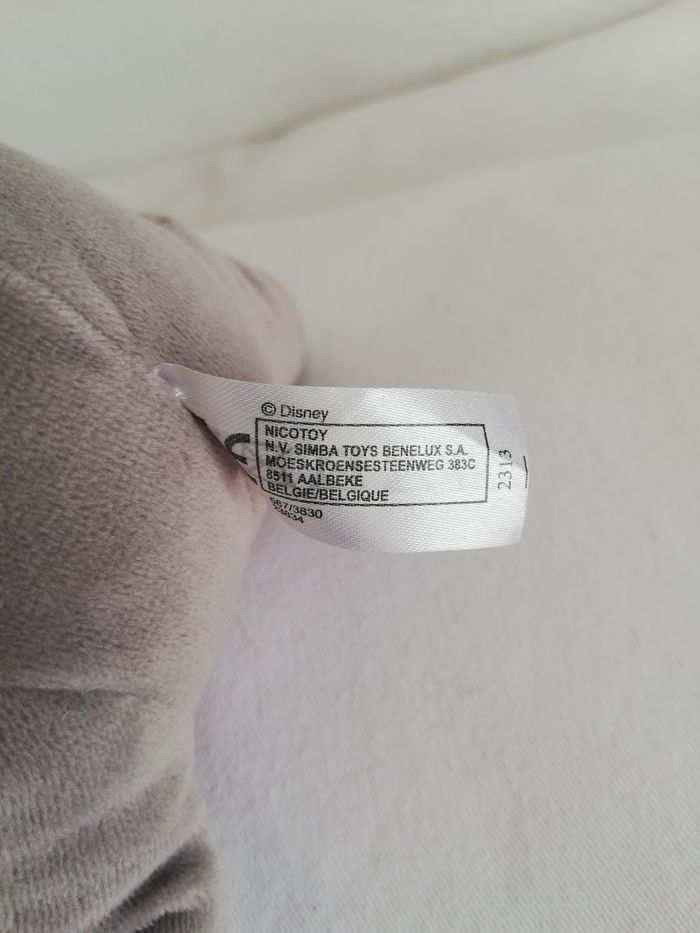 © Disney
NICOTOY
N.V. SIMBA TOYS BENELUX S.A.
MOESKROENSESTEENWEG 383C
8511 AALBEKE
BELGIE/BELGIQUE
587/3830
2313